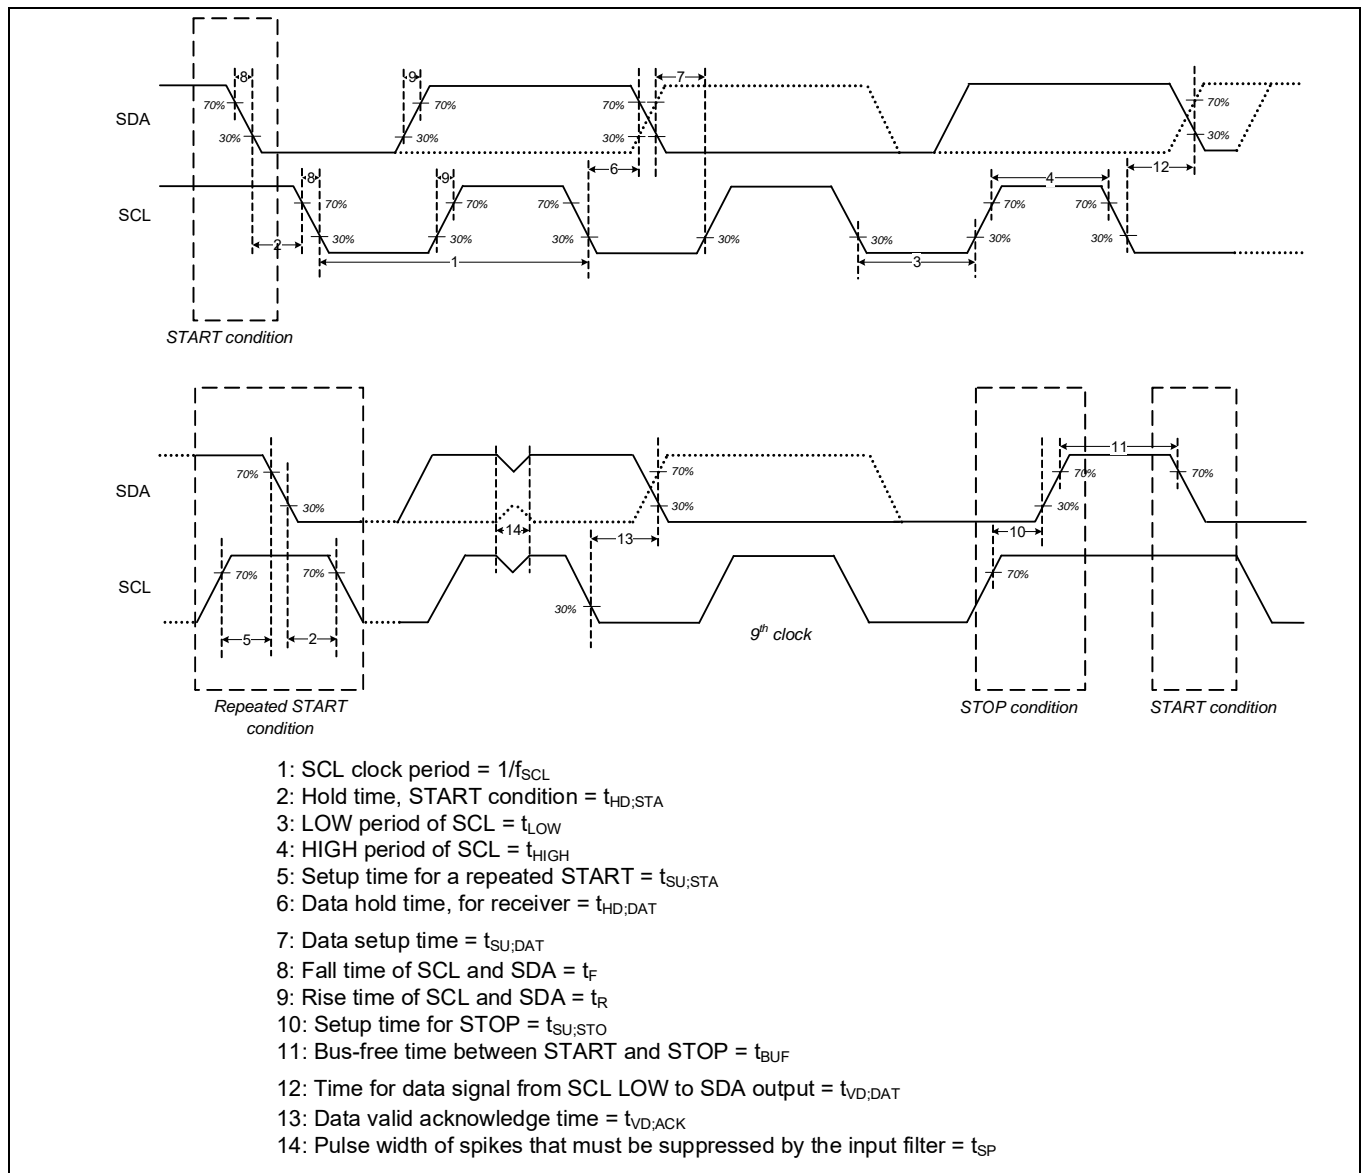 8
9
7
70%
70%
70%
70%
SDA
30%
30%
30%
30%
6
12
8
9
4
SCL
70%
70%
70%
70%
70%
30%
30%
30%
30%
30%
30%
30%
2
1
3
START condition
11
70%
70%
70%
70%
SDA
30%
30%
30%
14
13
10
SCL
70%
70%
70%
30%
5
2
9th clock
Repeated START
condition
STOP condition
START condition
1: SCL clock period = 1/fSCL
2: Hold time, START condition = tHD;STA
3: LOW period of SCL = tLOW
4: HIGH period of SCL = tHIGH
5: Setup time for a repeated START = tSU;STA
6: Data hold time, for receiver = tHD;DAT
7: Data setup time = tSU;DAT
8: Fall time of SCL and SDA = tF
9: Rise time of SCL and SDA = tR
10: Setup time for STOP = tSU;STO
11: Bus-free time between START and STOP = tBUF
12: Time for data signal from SCL LOW to SDA output = tVD;DAT
13: Data valid acknowledge time = tVD;ACK
14: Pulse width of spikes that must be suppressed by the input filter = tSP